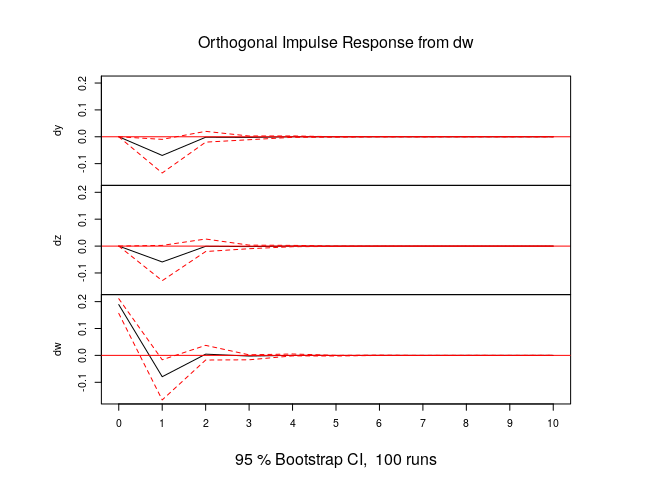 Orthogonal Impulse Response from dw
dy
0.2
0.1
0.0
-0.1
dz
0.2
0.1
0.0
-0.1
dw
0.2
0.1
0.0
-0.1
0 1 2 3 4 5 6 7 8 9 10
95 % Bootstrap CI,  100 runs